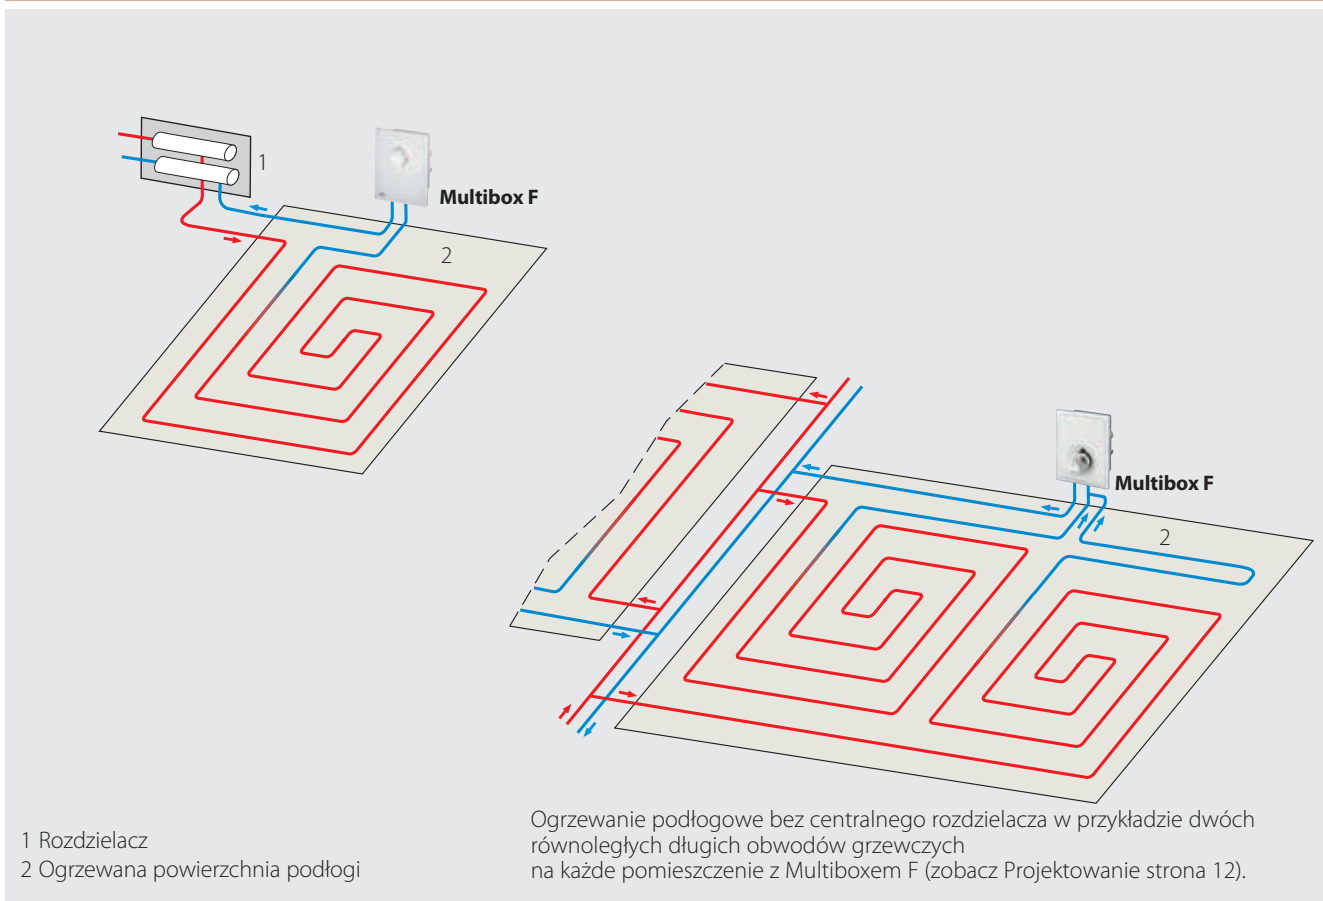 1
Multibox F
2
Multibox F
2
1 Rozdzielacz
2 Ogrzewana powierzchnia podłogi
Ogrzewanie podłogowe bez centralnego rozdzielacza w przykładzie dwóch
równoległych długich obwodów grzewczych
na każde pomieszczenie z Multiboxem F (zobacz Projektowanie strona 12).